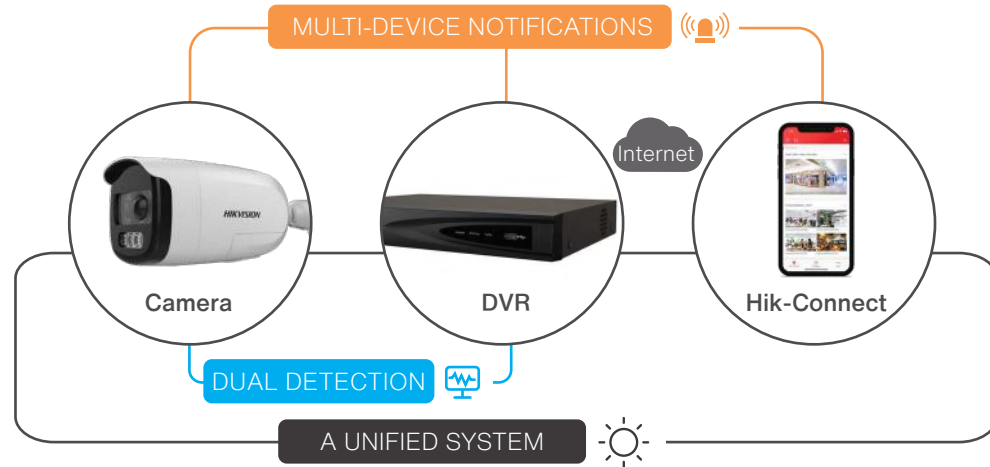 MULTI-DEVICE NOTIFICATIONS
Internet
HIKVISION
Camera
DVR
Hik-Connect
DUAL DETECTION
A UNIFIED SYSTEM